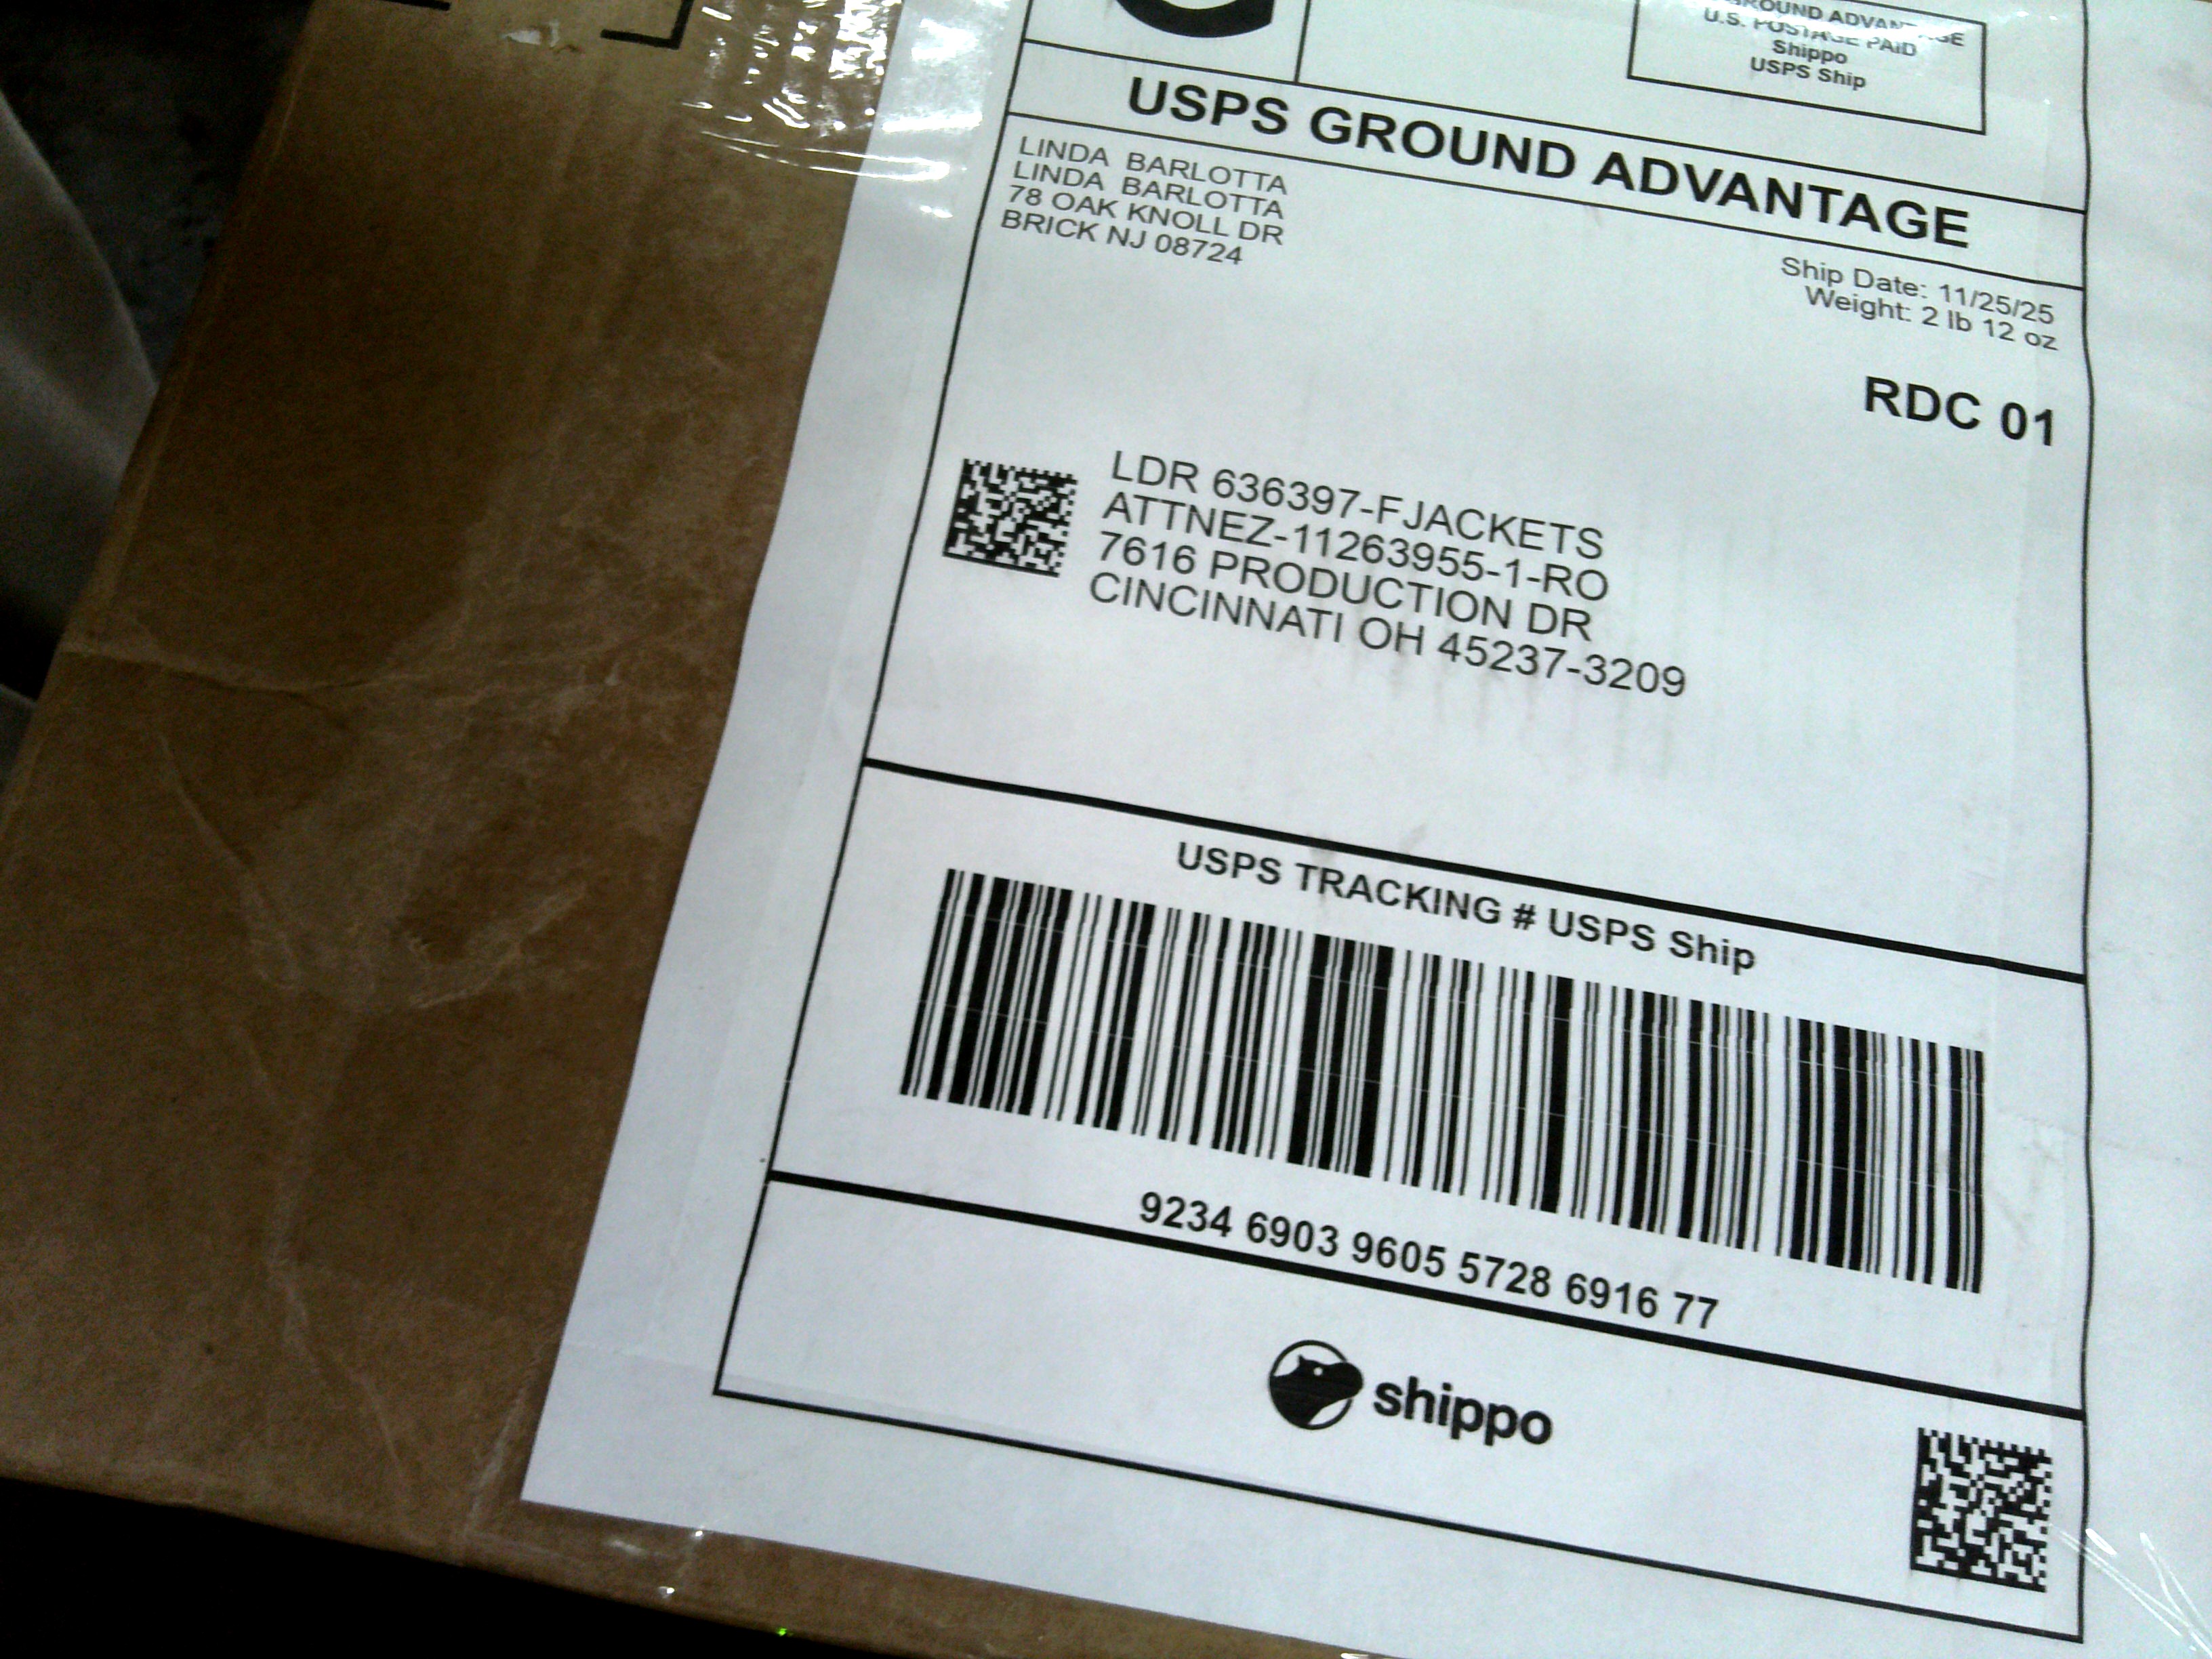 GROUND ADVANTAGE
U.S. POSTAGE PAID
Shippo
USPS Ship
USPS GROUND ADVANTAGE
LINDA BARLOTTA
LINDA BARLOTTA
78 OAK KNOLL DR
BRICK NJ 08724
Ship Date: 11/25/25
Weight: 2 lb 12 oz
RDC 01
LDR 636397-FJACKETS
ATTNEZ-11263955-1-RO
7616 PRODUCTION DR
CINCINNATI OH 45237-3209
USPS TRACKING # USPS Ship
9234 6903 9605 5728 6916 77
shippo